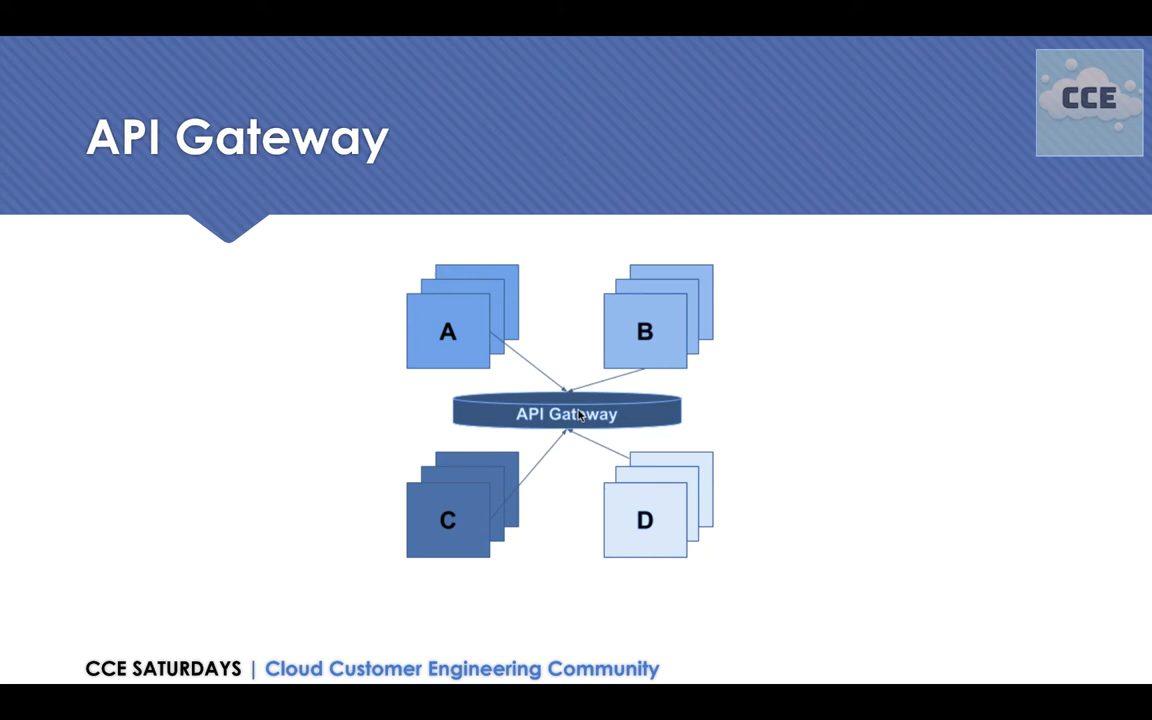 CCE
API Gateway
A
B
API Gateway
C
D
CCE SATURDAYS | Cloud Customer Engineering Community